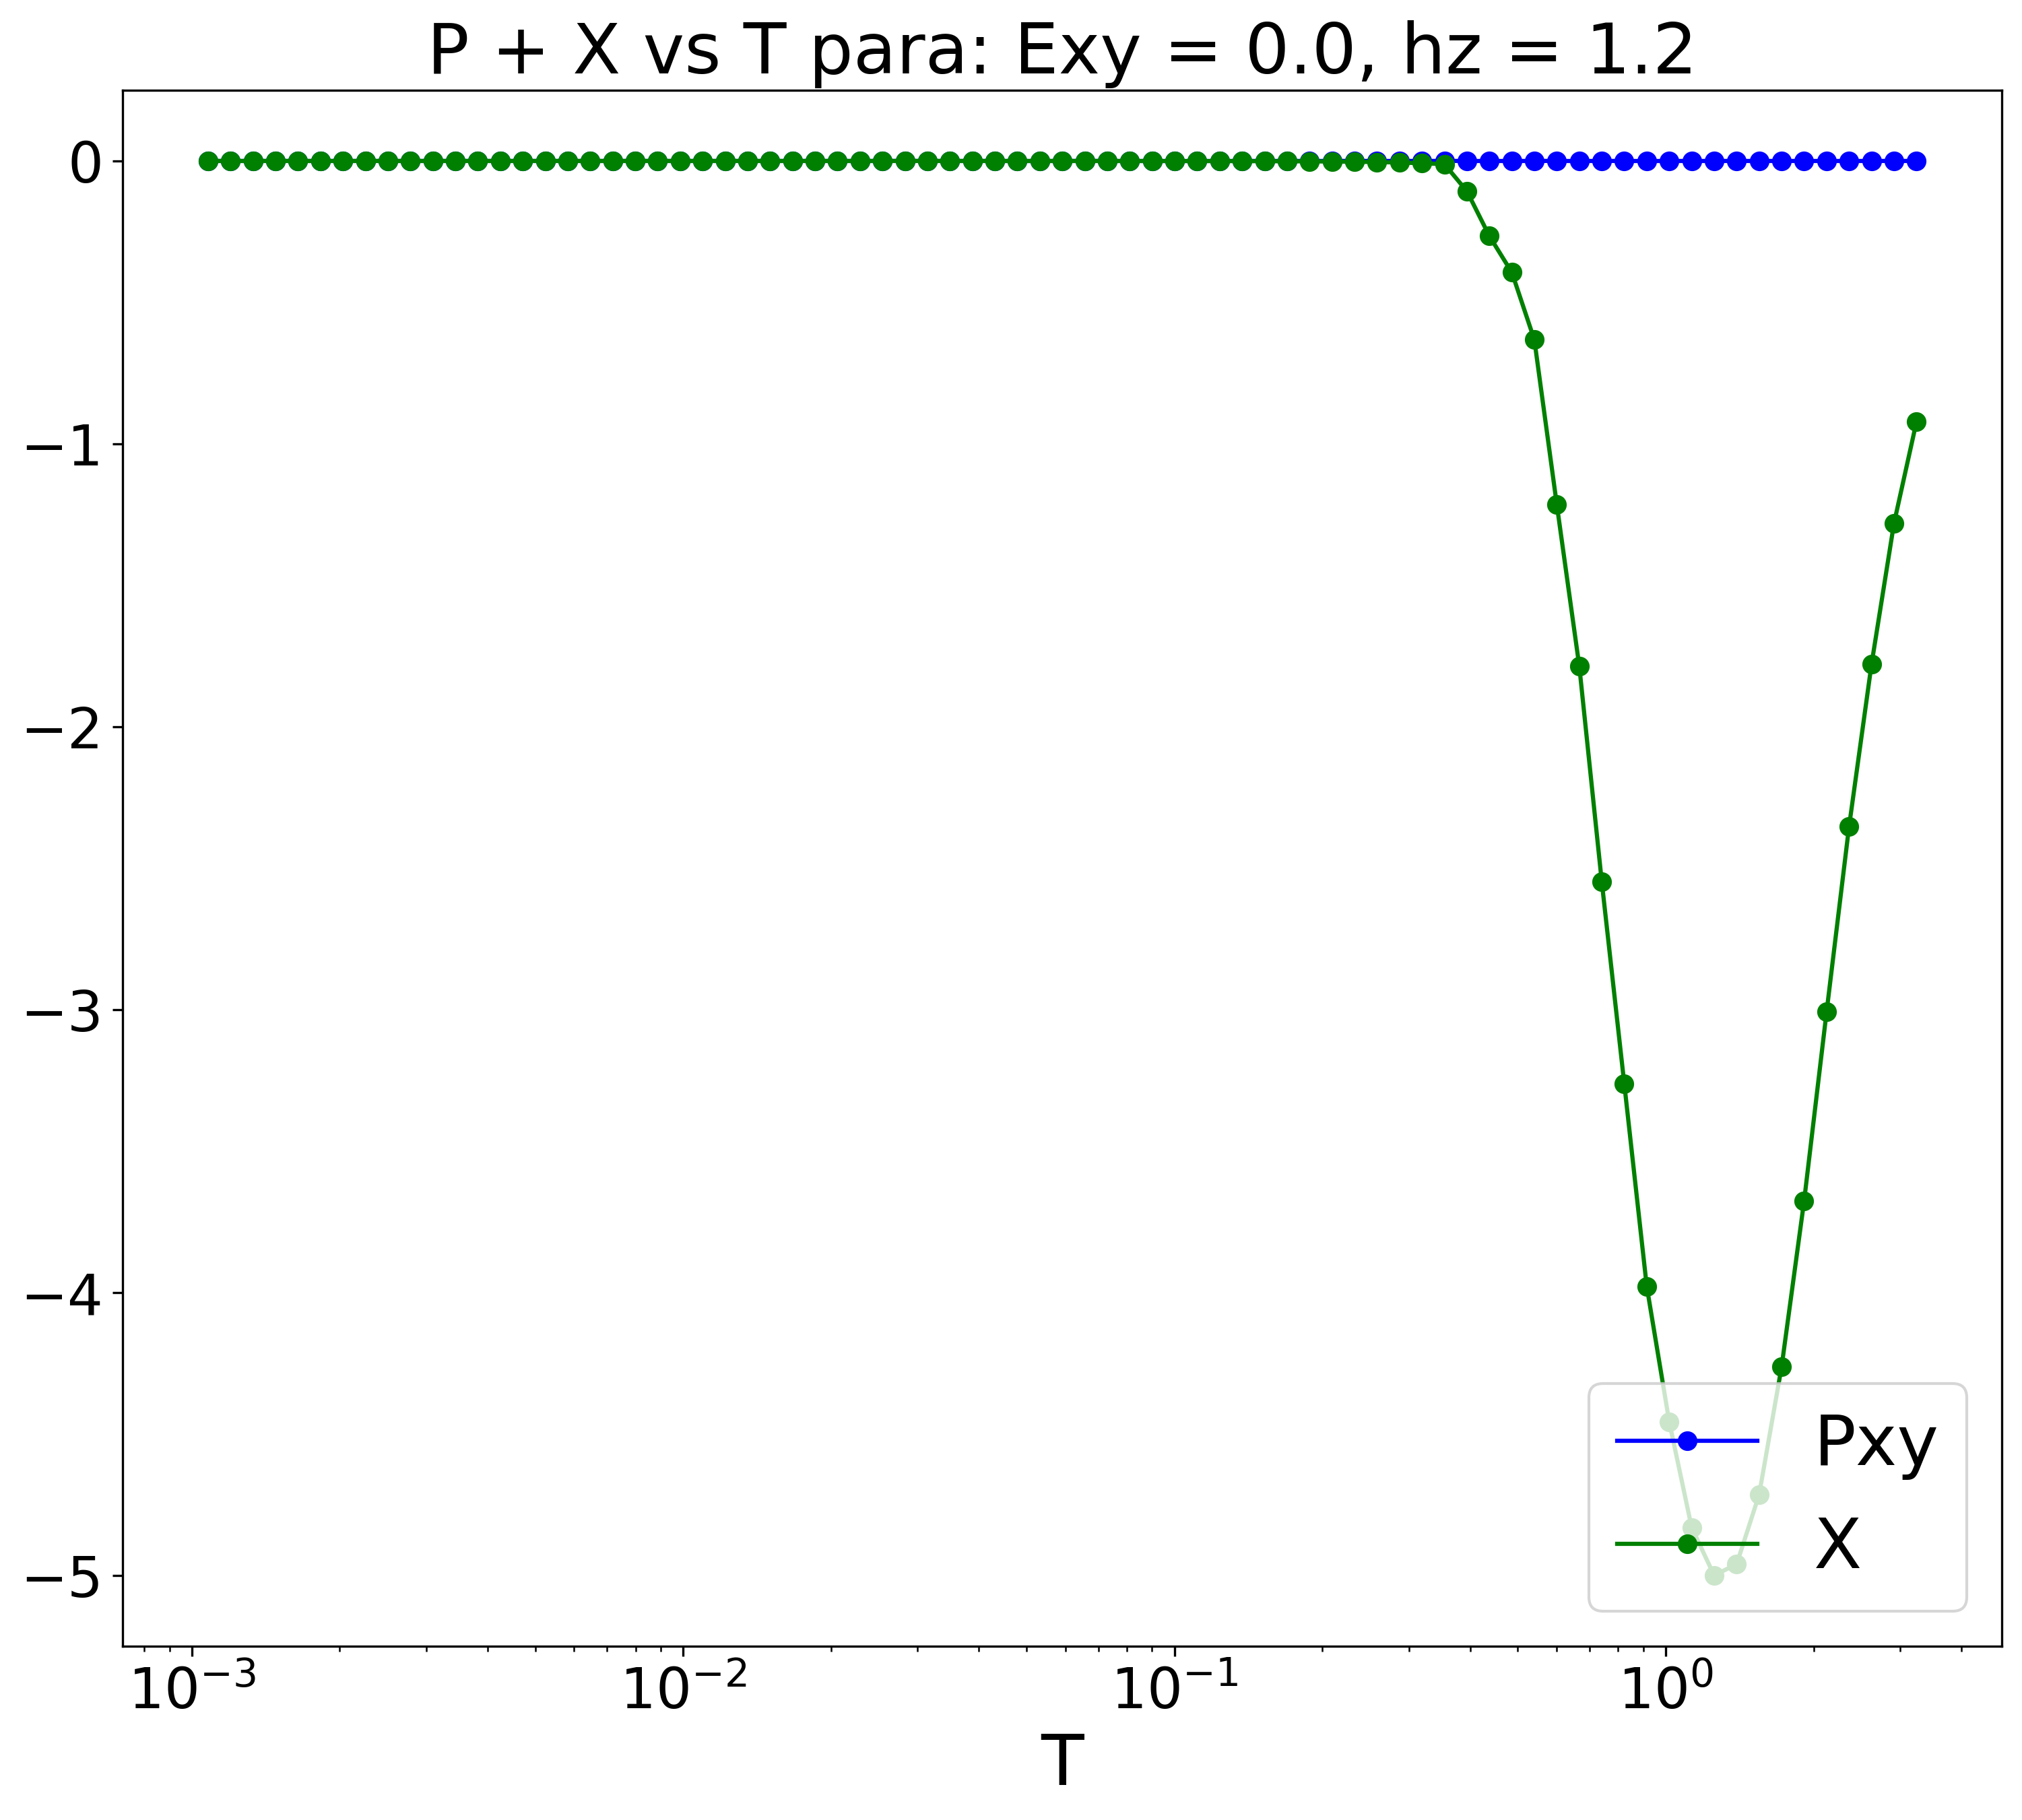 P + X vs T para: Exy = 0.0, hz = 1.2
0
−1
−2
−3
−4
−5
Pxy
X
10⁻³ 10⁻² 10⁻¹ 10⁰
T